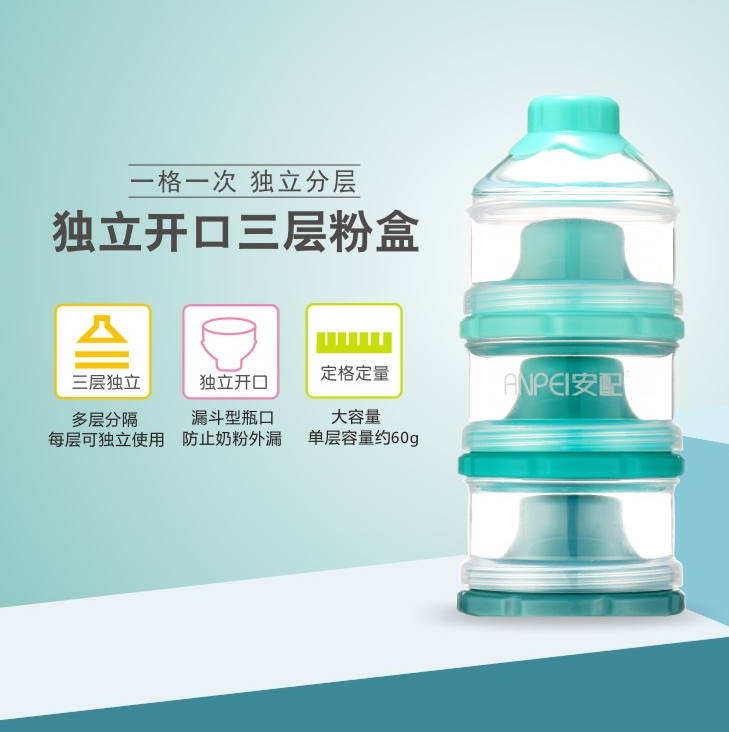 一格一次 独立分层
独立开口三层粉盒
三层独立
独立开口
定格定量
多层分隔
每层可独立使用
漏斗型瓶口
防止奶粉外漏
大容量
单层容量约60g
ANPEI安配